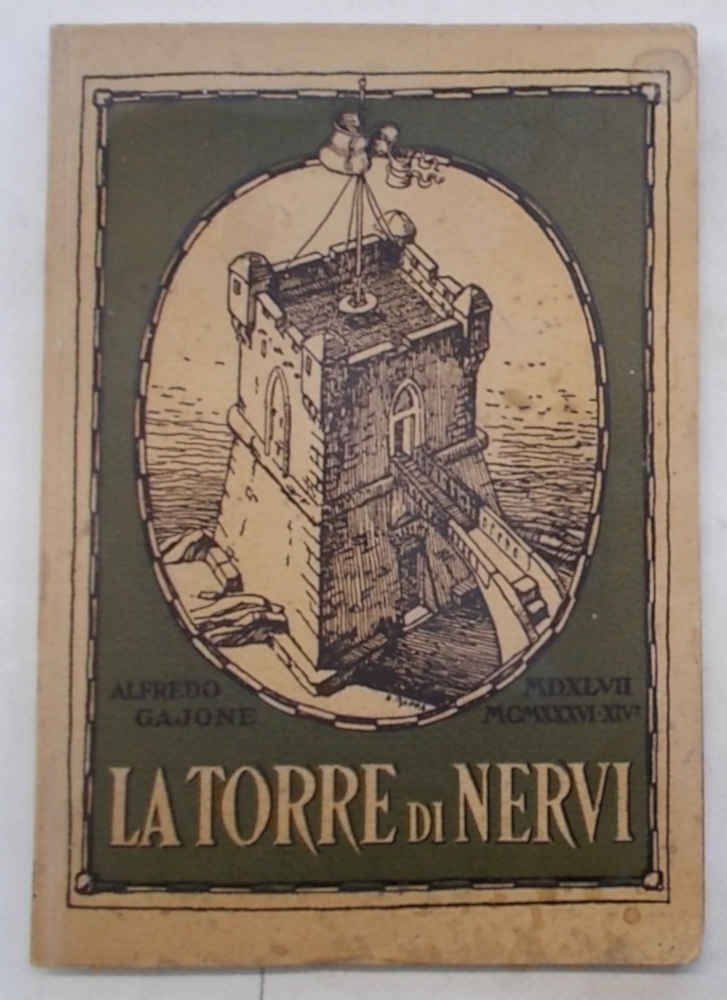 ALFREDO
GAJONE
MDXLVII
MCMXXXVI-XIV
LA TORRE DI NERVI